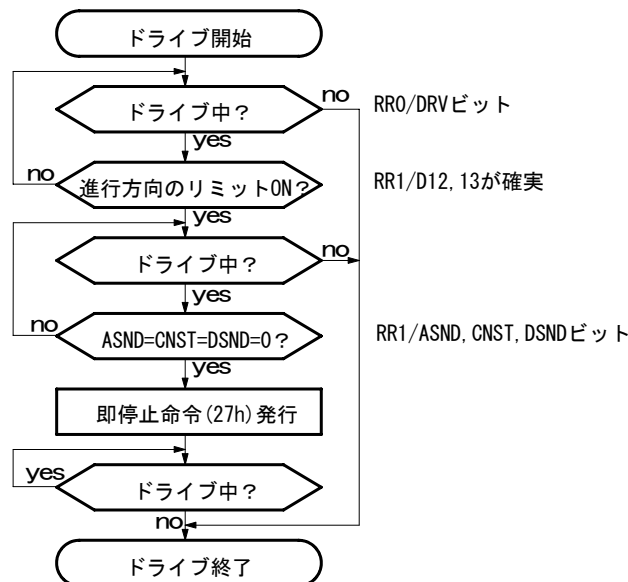 ドライブ開始
ドライブ中？
no
RR0/DRVビット
yes
no
進行方向のリミットON？
RR1/D12,13が確実
yes
ドライブ中？
no
yes
no
ASND=CNST=DSND=0？
RR1/ASND,CNST,DSNDビット
yes
即停止命令(27h)発行
yes
ドライブ中？
no
ドライブ終了